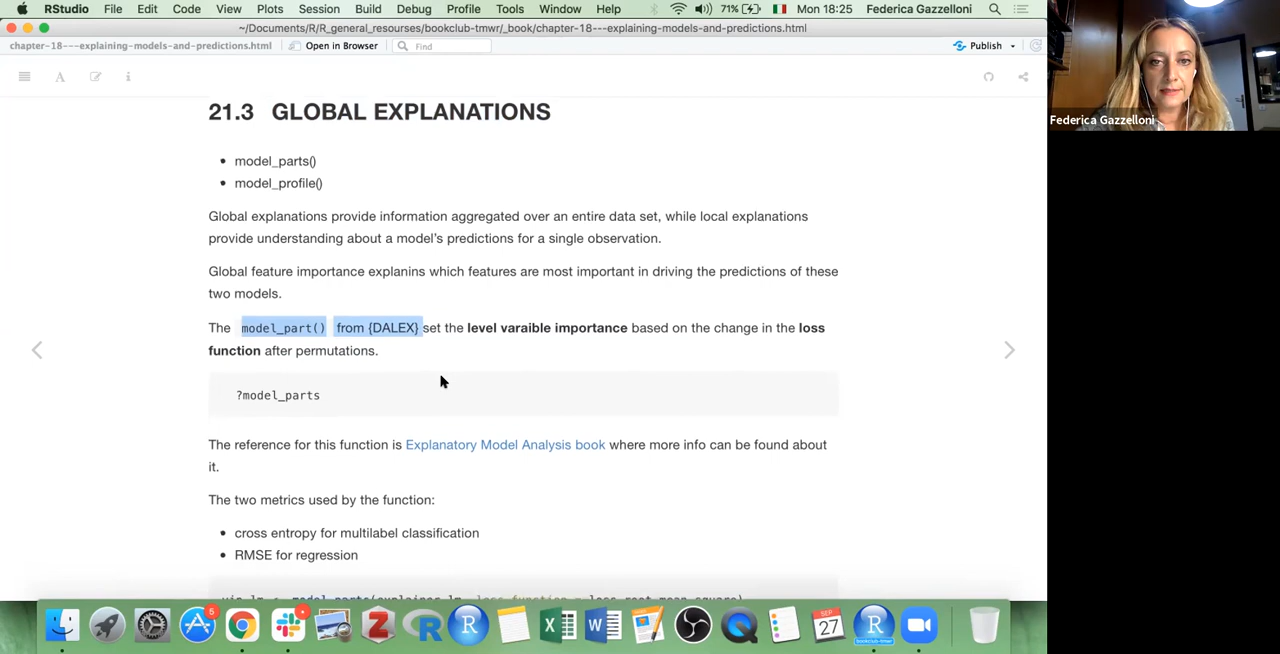 RStudio File Edit Code View Plots Session Build Debug Profile Tools Window Help 71% Mon 18:25 Federica Gazzelloni
~/Documents/R/R_general_resourses/bookclub-tmwr/_book/chapter-18---explaining-models-and-predictions.html
chapter-18---explaining-models-and-predictions.html Open in Browser Find Publish
Federica Gazzelloni
21.3 GLOBAL EXPLANATIONS
• model_parts()
• model_profile()
Global explanations provide information aggregated over an entire data set, while local explanations
provide understanding about a model's predictions for a single observation.
Global feature importance explanins which features are most important in driving the predictions of these
two models.
The model_part() from {DALEX} set the level varaible importance based on the change in the loss
function after permutations.
?model_parts
The reference for this function is Explanatory Model Analysis book where more info can be found about
it.
The two metrics used by the function:
• cross entropy for multilabel classification
• RMSE for regression
5
SEP
27
bookclub-tmwr